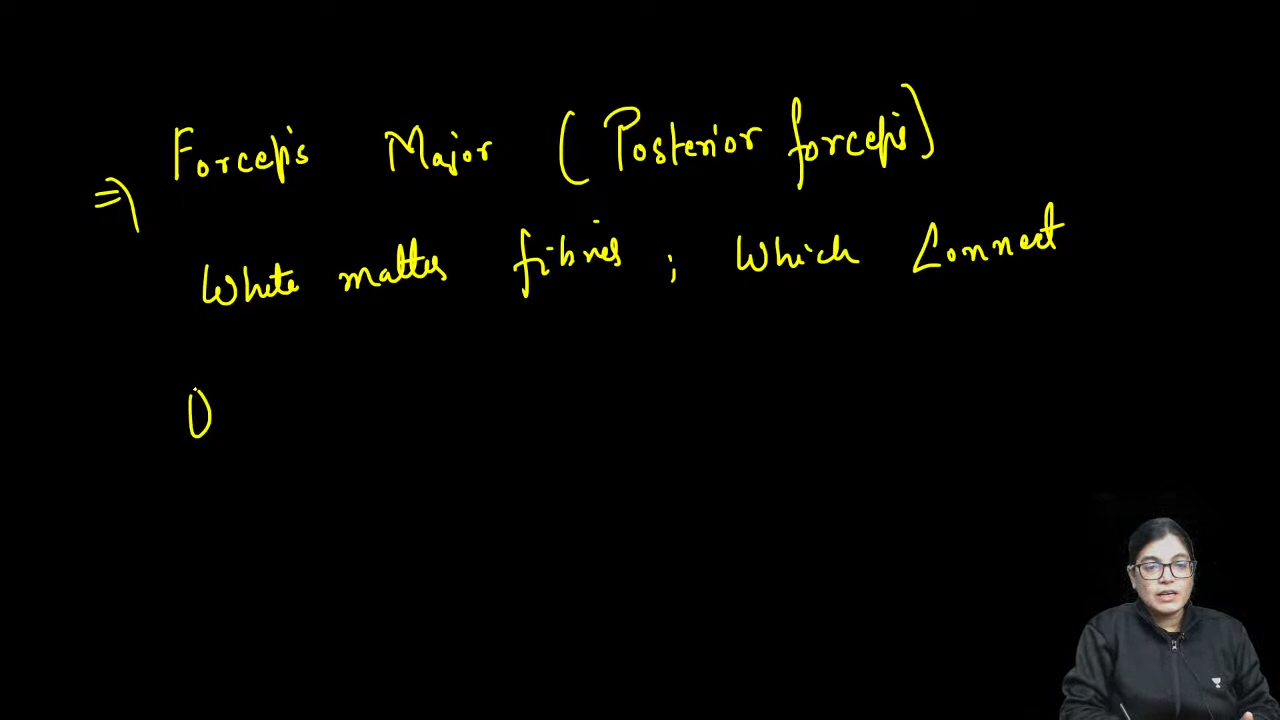 ⇒ Forceps Major (Posterior forceps)
White matter fibres ; Which Connect
O